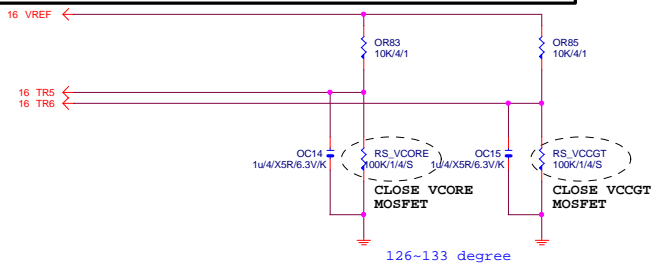 16 VREF
OR83
10K/4/1
OR85
10K/4/1
16 TR5
16 TR6
OC14
1u/4/X5R/6.3V/K
RS_VCORE
100K/1/4/S
OC15
1u/4/X5R/6.3V/K
RS_VCCGT
100K/1/4/S
CLOSE VCORE
MOSFET
CLOSE VCCGT
MOSFET
126~133 degree